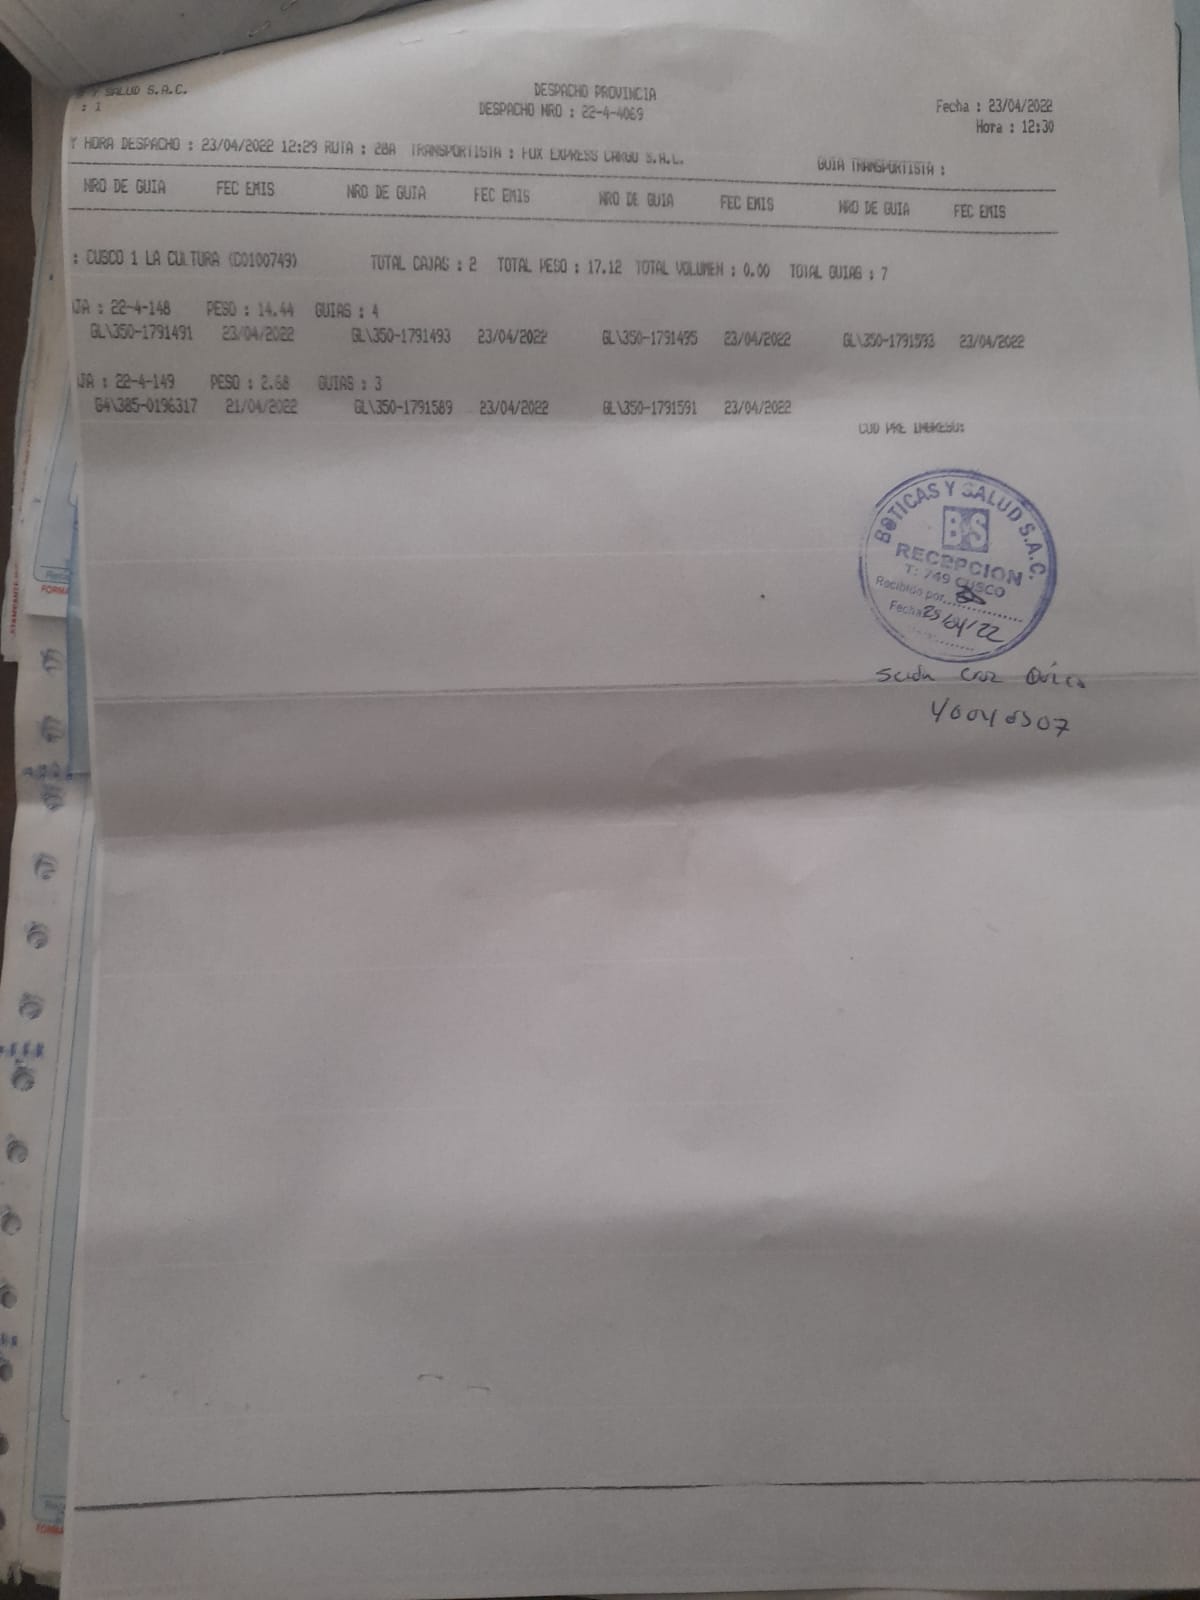 Y SALUD S.A.C.
: 1
DESPACHO PROVINCIA
DESPACHO NRO : 22-4-4069
Fecha : 23/04/2022
Hora : 12:30
Y HORA DESPACHO : 23/04/2022 12:29 RUTA : 28A TRANSPORTISTA : FOX EXPRESS CARGO S.A.C. GUIA TRANSPORTISTA :
NRO DE GUIA FEC EMIS NRO DE GUIA FEC EMIS NRO DE GUIA FEC EMIS NRO DE GUIA FEC EMIS
: CUSCO 1 LA CULTURA (C0100749) TOTAL CAJAS : 2 TOTAL PESO : 17.12 TOTAL VOLUMEN : 0.00 TOTAL GUIAS : 7
JA : 22-4-148 PESO : 14.44 GUIAS : 4
GL\350-1791491 23/04/2022 GL\350-1791493 23/04/2022 GL\350-1791495 23/04/2022 GL\350-1791593 23/04/2022
JA : 22-4-149 PESO : 2.68 GUIAS : 3
G4\385-0196317 21/04/2022 GL\350-1791589 23/04/2022 GL\350-1791591 23/04/2022
COD PRE INGRESO:
BOTICAS Y SALUD S.A.C.
BS
RECEPCION
T: 749 CUSCO
Recibido por
Fecha 25/04/22
Cruz
FORMA